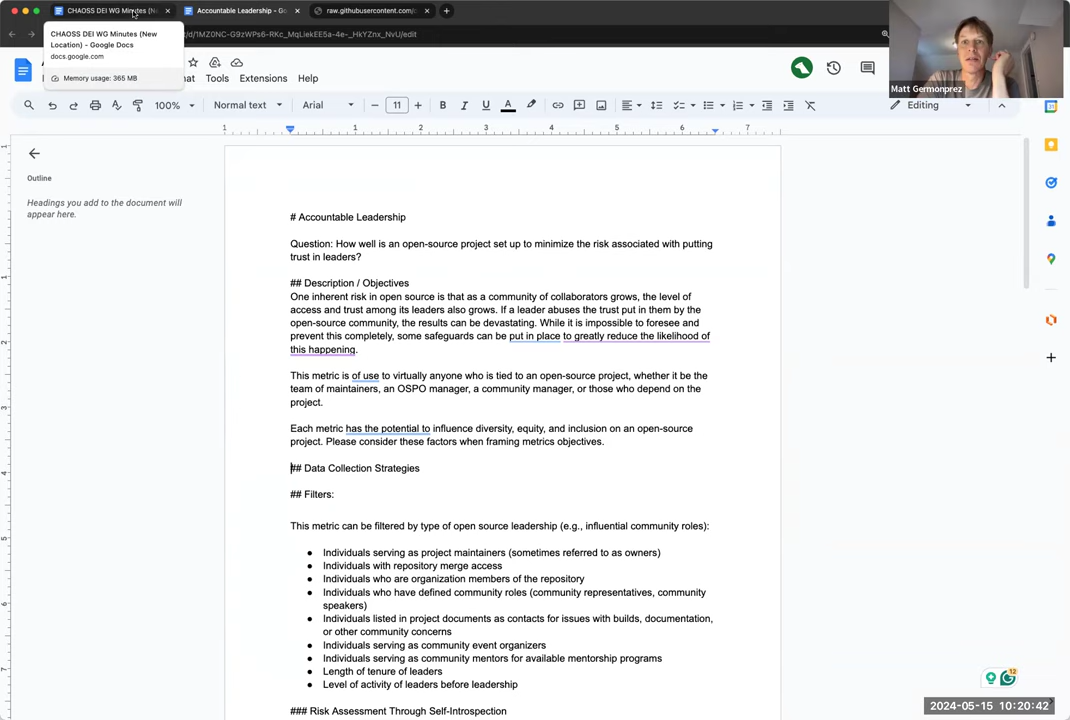 CHAOSS DEI WG Minutes (N
Accountable Leadership - Go
raw.githubusercontent.com/c
CHAOSS DEI WG Minutes (New
Location) - Google Docs
docs.google.com
Memory usage: 365 MB
Tools
Extensions
Help
100%
Normal text
Arial
11
Editing
Matt Germonprez
1 1 2 3 4 5 6 7
Outline
Headings you add to the document will
appear here.
# Accountable Leadership
Question: How well is an open-source project set up to minimize the risk associated with putting
trust in leaders?
## Description / Objectives
One inherent risk in open source is that as a community of collaborators grows, the level of
access and trust among its leaders also grows. If a leader abuses the trust put in them by the
open-source community, the results can be devastating. While it is impossible to foresee and
prevent this completely, some safeguards can be put in place to greatly reduce the likelihood of
this happening.
This metric is of use to virtually anyone who is tied to an open-source project, whether it be the
team of maintainers, an OSPO manager, a community manager, or those who depend on the
project.
Each metric has the potential to influence diversity, equity, and inclusion on an open-source
project. Please consider these factors when framing metrics objectives.
## Data Collection Strategies
## Filters:
This metric can be filtered by type of open source leadership (e.g., influential community roles):
● Individuals serving as project maintainers (sometimes referred to as owners)
● Individuals with repository merge access
● Individuals who are organization members of the repository
● Individuals who have defined community roles (community representatives, community
speakers)
● Individuals listed in project documents as contacts for issues with builds, documentation,
or other community concerns
● Individuals serving as community event organizers
● Individuals serving as community mentors for available mentorship programs
● Length of tenure of leaders
● Level of activity of leaders before leadership
### Risk Assessment Through Self-Introspection
12
2024-05-15 10:20:42